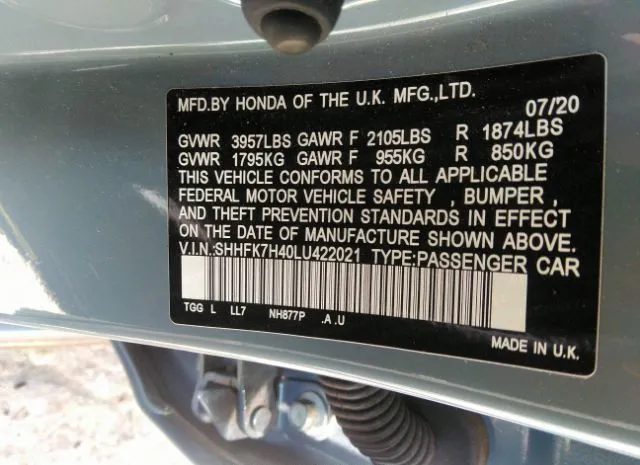 MFD.BY HONDA OF THE U.K. MFG.,LTD. 07/20
GVWR 3957LBS GAWR F 2105LBS R 1874LBS
GVWR 1795KG GAWR F 955KG R 850KG
THIS VEHICLE CONFORMS TO ALL APPLICABLE
FEDERAL MOTOR VEHICLE SAFETY , BUMPER ,
AND THEFT PREVENTION STANDARDS IN EFFECT
ON THE DATE OF MANUFACTURE SHOWN ABOVE.
V.I.N.:SHHFK7H40LU422021 TYPE:PASSENGER CAR
TGG L LL7 NH877P .A .U
MADE IN U.K.